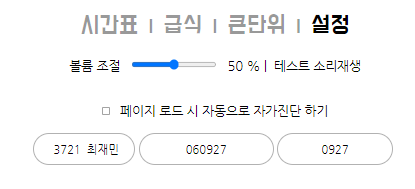 시간표 | 급식 | 큰단위 | 설정
볼륨 조절 50 % | 테스트 소리재생
페이지 로드 시 자동으로 자가진단 하기
3721 최재민 060927 0927